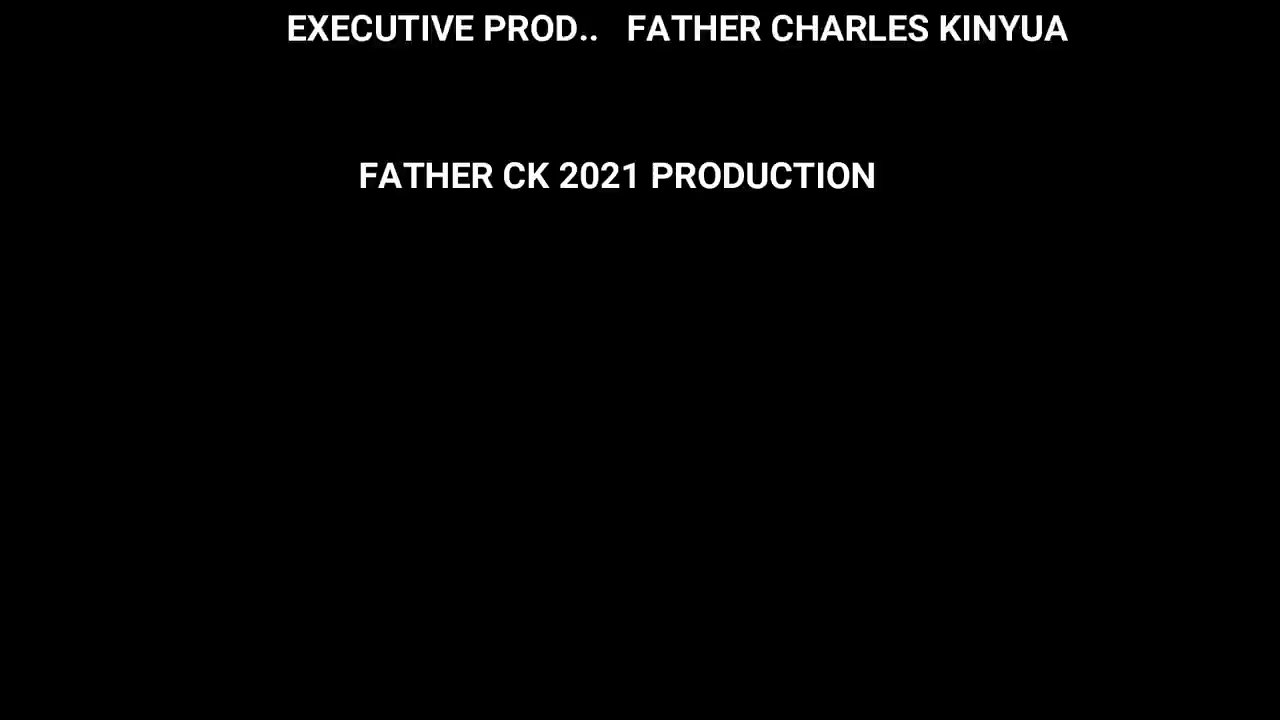 EXECUTIVE PROD.. FATHER CHARLES KINYUA
FATHER CK 2021 PRODUCTION